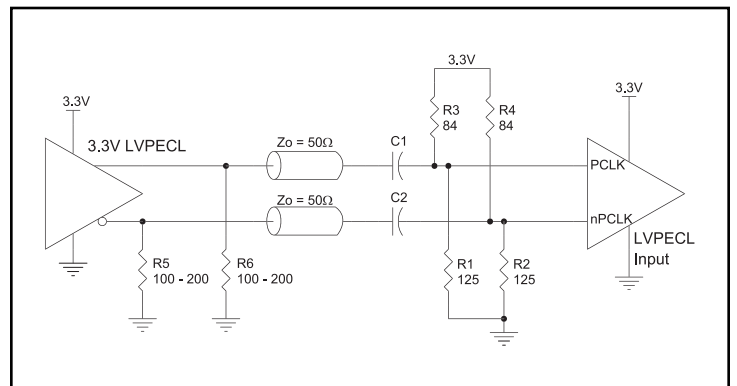 3.3V
3.3V
3.3V
R3
84
R4
84
3.3V LVPECL
Zo = 50Ω
C1
PCLK
Zo = 50Ω
C2
nPCLK
LVPECL
Input
R5
100 - 200
R6
100 - 200
R1
125
R2
125